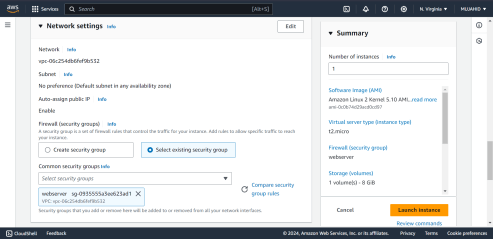 aws
Services
Search
[Alt+S]
N. Virginia
MUJAHID
Network settings Info
Edit
Network Info
vpc-06c254db6fef9b532
Subnet Info
No preference (Default subnet in any availability zone)
Auto-assign public IP Info
Enable
Firewall (security groups) Info
A security group is a set of firewall rules that control the traffic for your instance. Add rules to allow specific traffic to reach your instance.
Create security group
Select existing security group
Common security groups Info
Select security groups
webserver sg-0935555a3ee623ad1
VPC: vpc-06c254db6fef9b532
Compare security group rules
Security groups that you add or remove here will be added to or removed from all your network interfaces.
Summary
Number of instances Info
1
Software Image (AMI)
Amazon Linux 2 Kernel 5.10 AMI...read more
Virtual server type (instance type)
t2.micro
Firewall (security group)
webserver
Storage (volumes)
1 volume(s) - 8 GiB
Cancel
Launch instance
Review commands
CloudShell
Feedback
© 2024, Amazon Web Services, Inc. or its affiliates.
Privacy
Terms
Cookie preferences